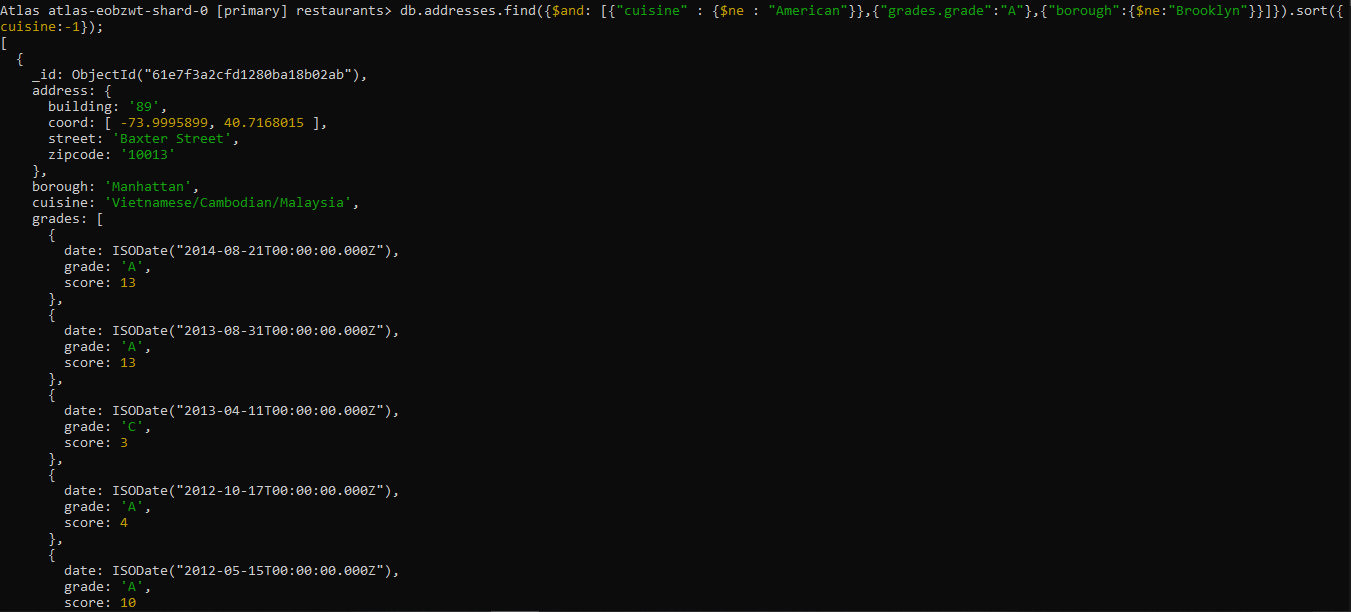 Atlas atlas-eobzwt-shard-0 [primary] restaurants> db.addresses.find({$and: [{"cuisine" : {$ne : "American"}},{"grades.grade":"A"},{"borough":{$ne:"Brooklyn"}}]}).sort({
cuisine:-1});
[
  {
    _id: ObjectId("61e7f3a2cfd1280ba18b02ab"),
    address: {
      building: '89',
      coord: [ -73.9995899, 40.7168015 ],
      street: 'Baxter Street',
      zipcode: '10013'
    },
    borough: 'Manhattan',
    cuisine: 'Vietnamese/Cambodian/Malaysia',
    grades: [
      {
        date: ISODate("2014-08-21T00:00:00.000Z"),
        grade: 'A',
        score: 13
      },
      {
        date: ISODate("2013-08-31T00:00:00.000Z"),
        grade: 'A',
        score: 13
      },
      {
        date: ISODate("2013-04-11T00:00:00.000Z"),
        grade: 'C',
        score: 3
      },
      {
        date: ISODate("2012-10-17T00:00:00.000Z"),
        grade: 'A',
        score: 4
      },
      {
        date: ISODate("2012-05-15T00:00:00.000Z"),
        grade: 'A',
        score: 10